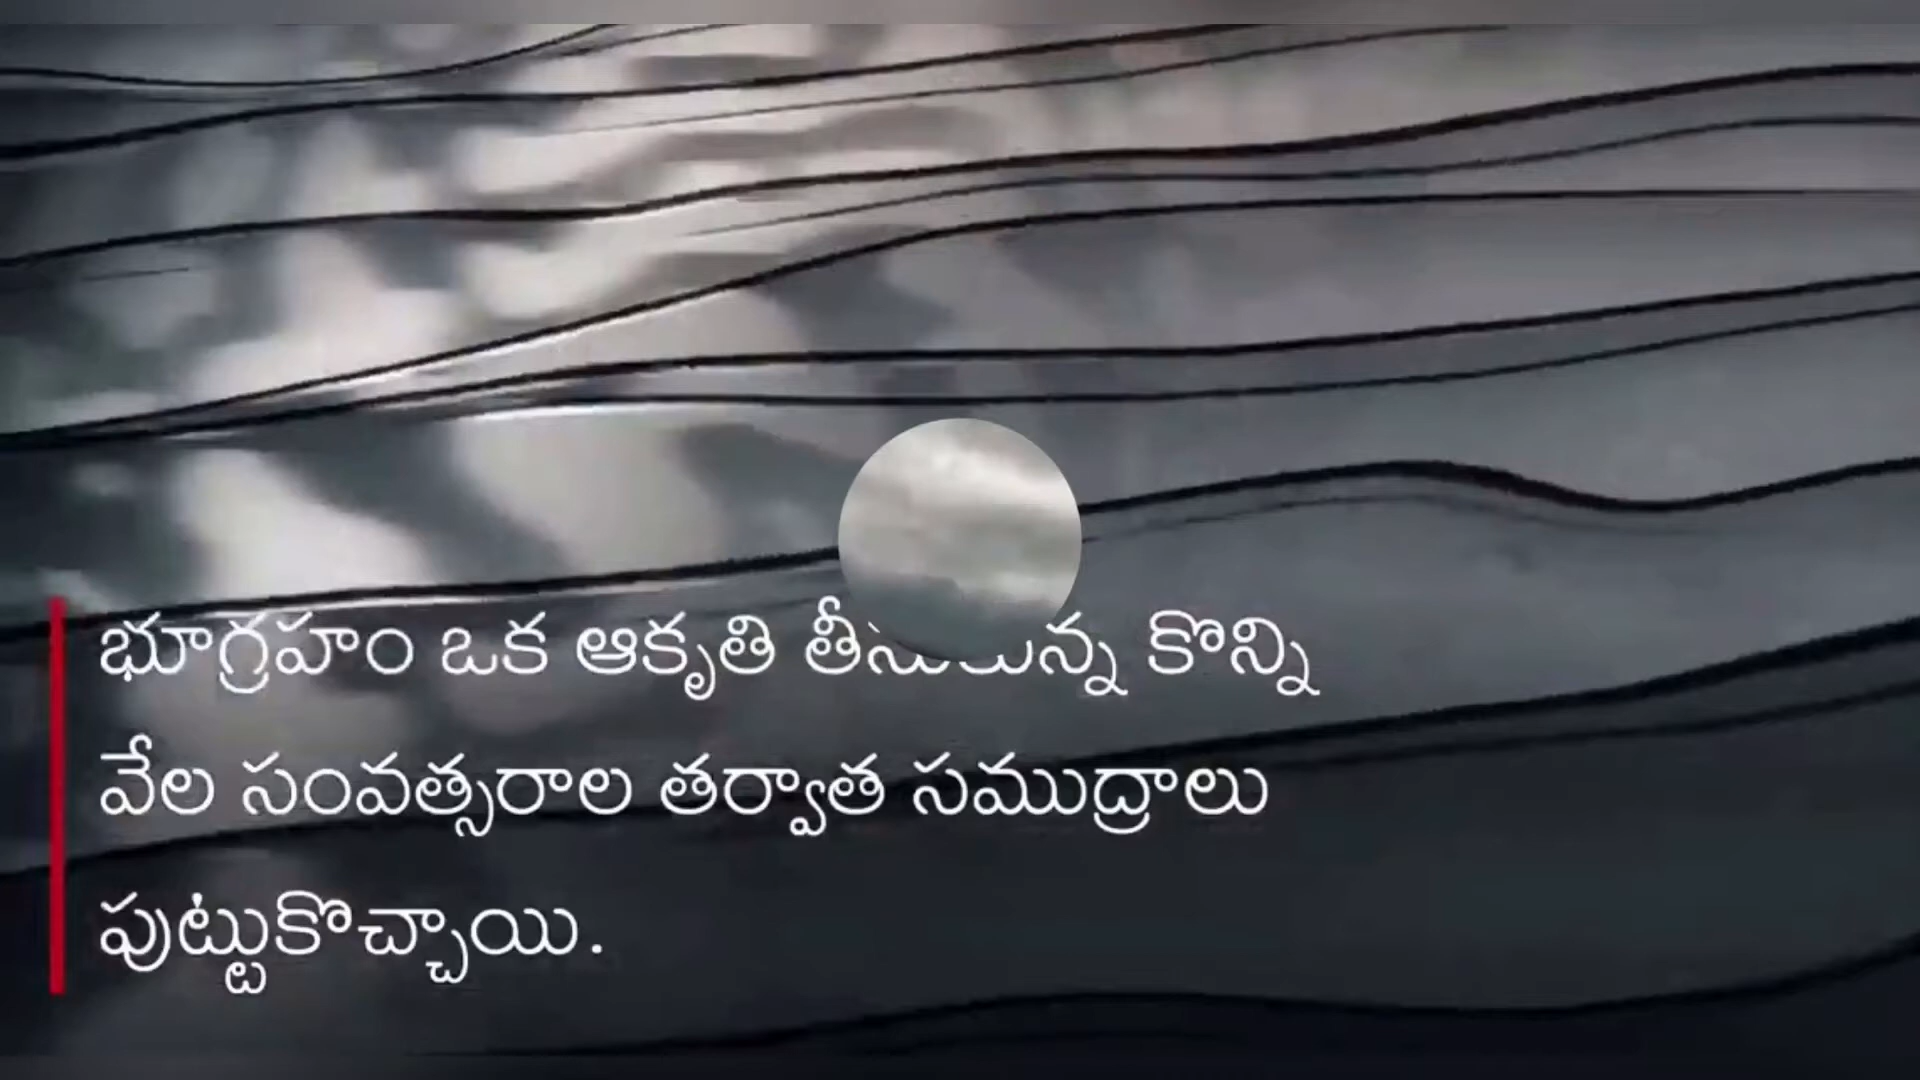 భూగ్రహం ఒక ఆకృతి తీసుకున్న కొన్ని
వేల సంవత్సరాల తర్వాత సముద్రాలు
పుట్టుకొచ్చాయి.